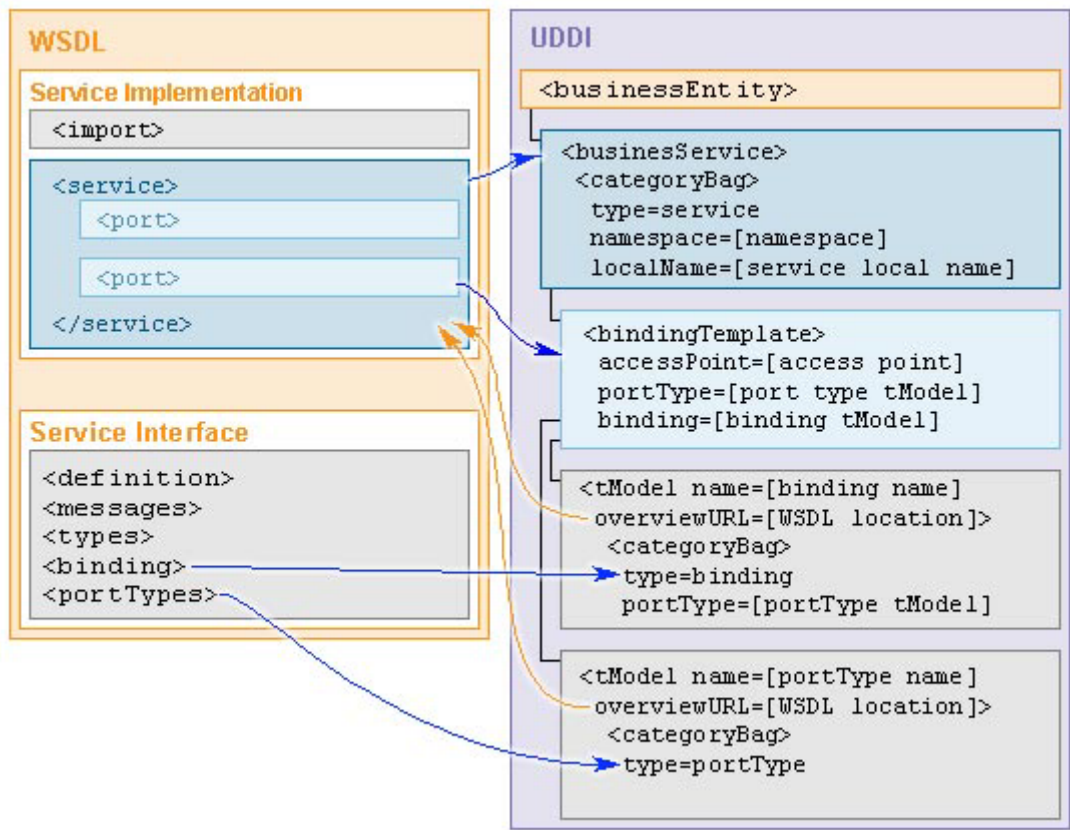 WSDL
Service Implementation
<import>
<service>
<port>
<port>
</service>
Service Interface
<definition>
<messages>
<types>
<binding>
<portTypes>
UDDI
<businessEntity>
<businesService>
<categoryBag>
type=service
namespace=[namespace]
localName=[service local name]
<bindingTemplate>
accessPoint=[access point]
portType=[port type tModel]
binding=[binding tModel]
<tModel name=[binding name]
overviewURL=[WSDL location]>
<categoryBag>
type=binding
portType=[portType tModel]
<tModel name=[portType name]
overviewURL=[WSDL location]>
<categoryBag>
type=portType